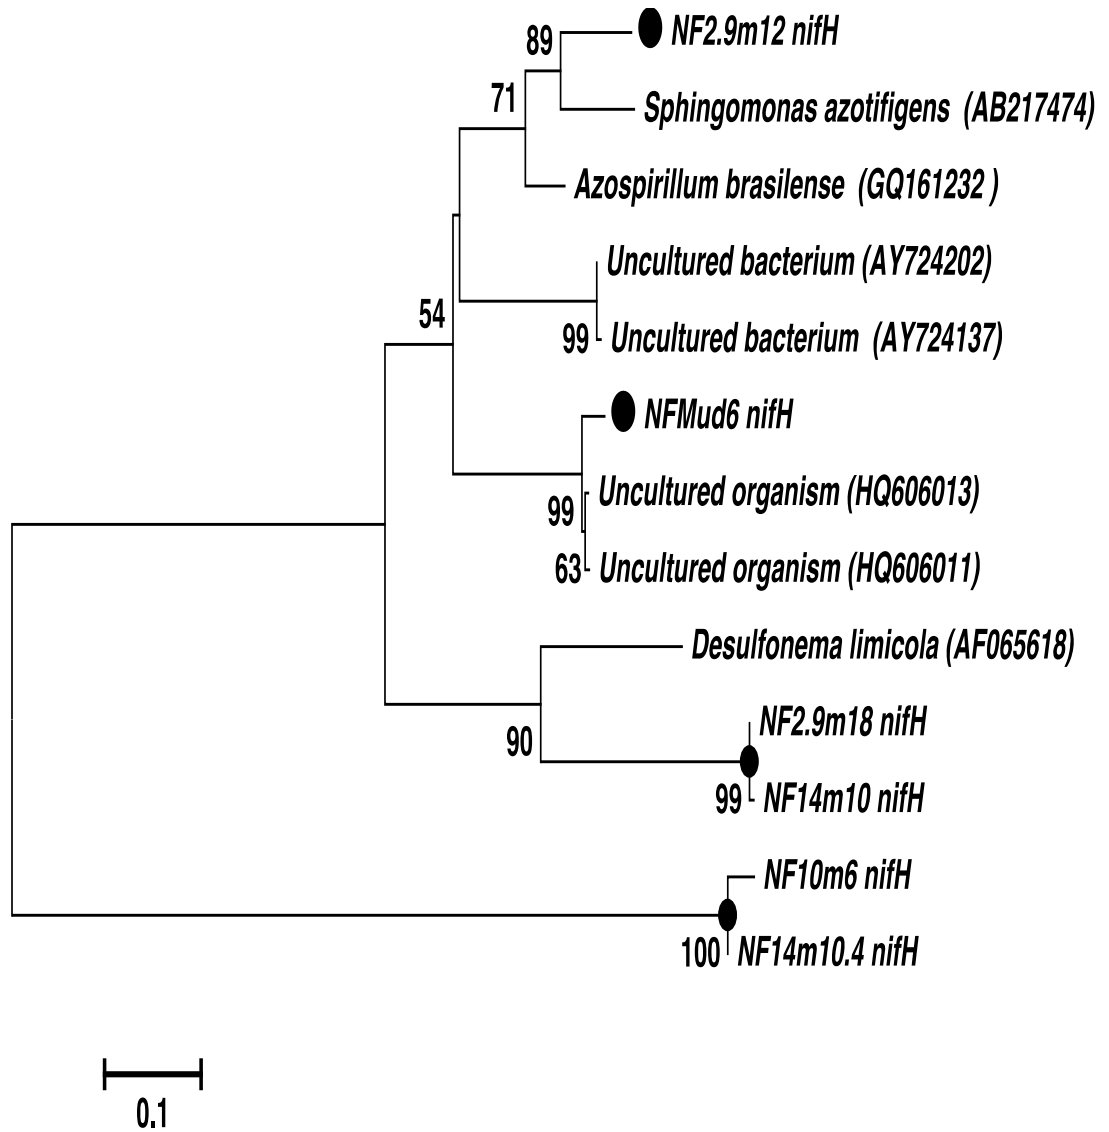 89
NF2.9m12 nifH
71
Sphingomonas azotifigens (AB217474)
Azospirillum brasilense (GQ161232 )
Uncultured bacterium (AY724202)
54
99
Uncultured bacterium (AY724137)
NFMud6 nifH
Uncultured organism (HQ606013)
99
63
Uncultured organism (HQ606011)
Desulfonema limicola (AF065618)
NF2.9m18 nifH
90
99
NF14m10 nifH
NF10m6 nifH
100
NF14m10.4 nifH
0.1